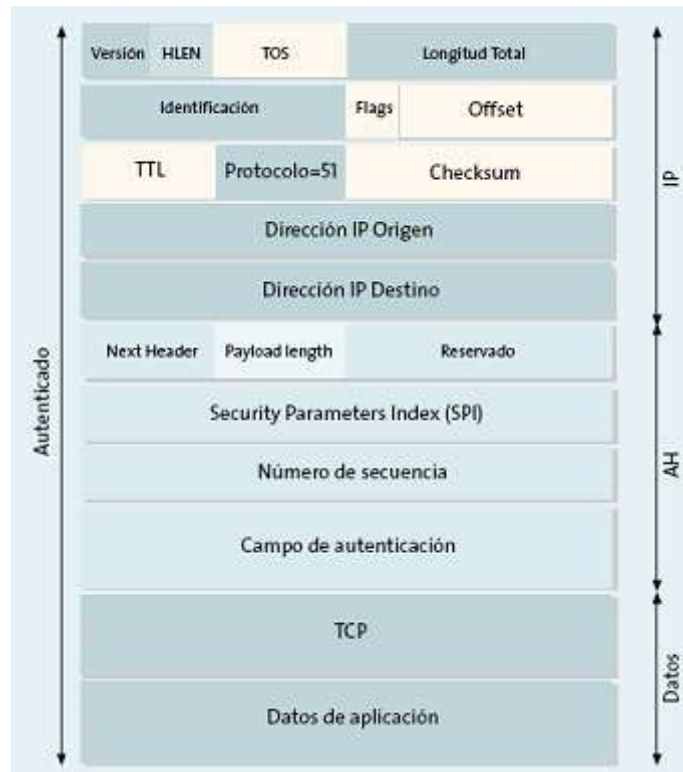 Versión HLEN TOS Longitud Total
Identificación Flags Offset
TTL Protocolo=51 Checksum
Dirección IP Origen
Dirección IP Destino
IP
Next Header Payload length Reservado
Security Parameters Index (SPI)
Número de secuencia
Campo de autenticación
AH
TCP
Datos de aplicación
Datos
Autenticado